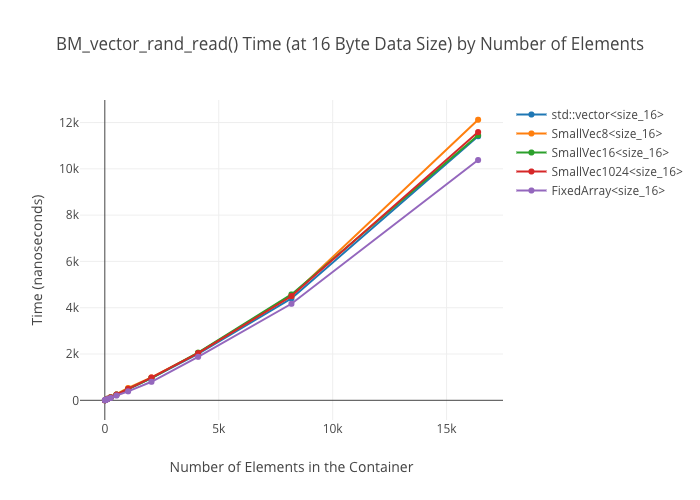 BM_vector_rand_read() Time (at 16 Byte Data Size) by Number of Elements
std::vector<size_16>
SmallVec8<size_16>
SmallVec16<size_16>
SmallVec1024<size_16>
FixedArray<size_16>
Time (nanoseconds)
12k
10k
8k
6k
4k
2k
0
0
5k
10k
15k
Number of Elements in the Container